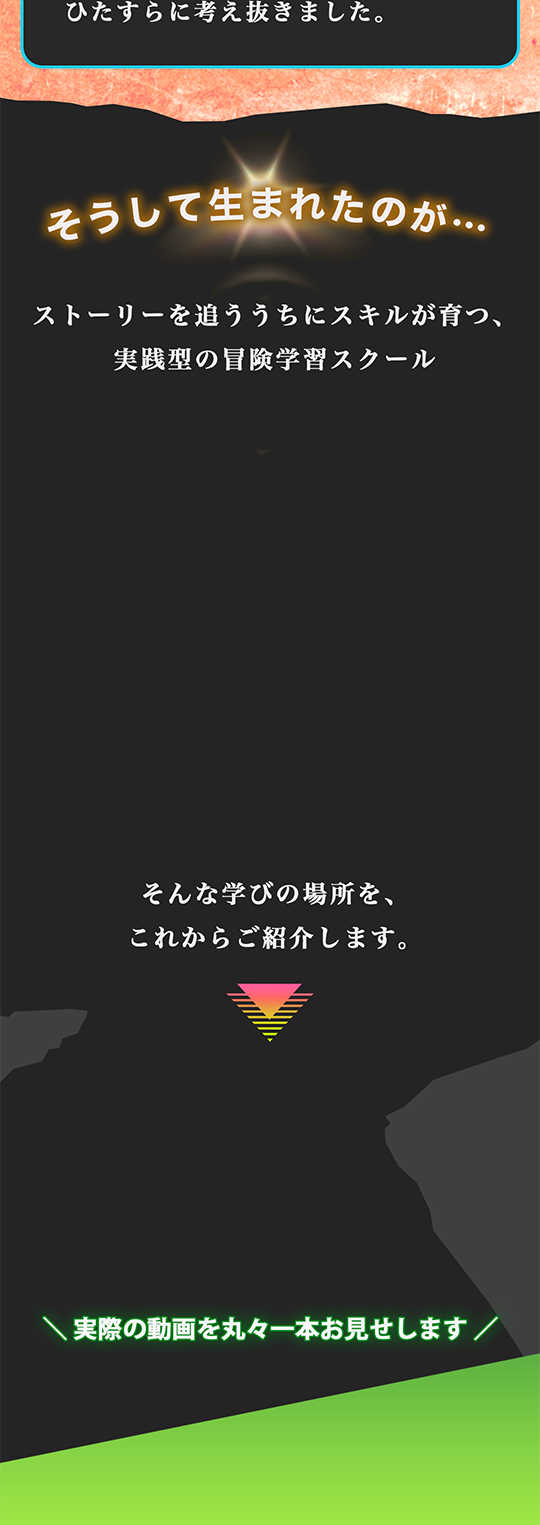 ひたすらに考え抜きました。
そうして生まれたのが…
ストーリーを追ううちにスキルが育つ、
実践型の冒険学習スクール
そんな学びの場所を、
これからご紹介します。
＼ 実際の動画を丸々一本お見せします ／